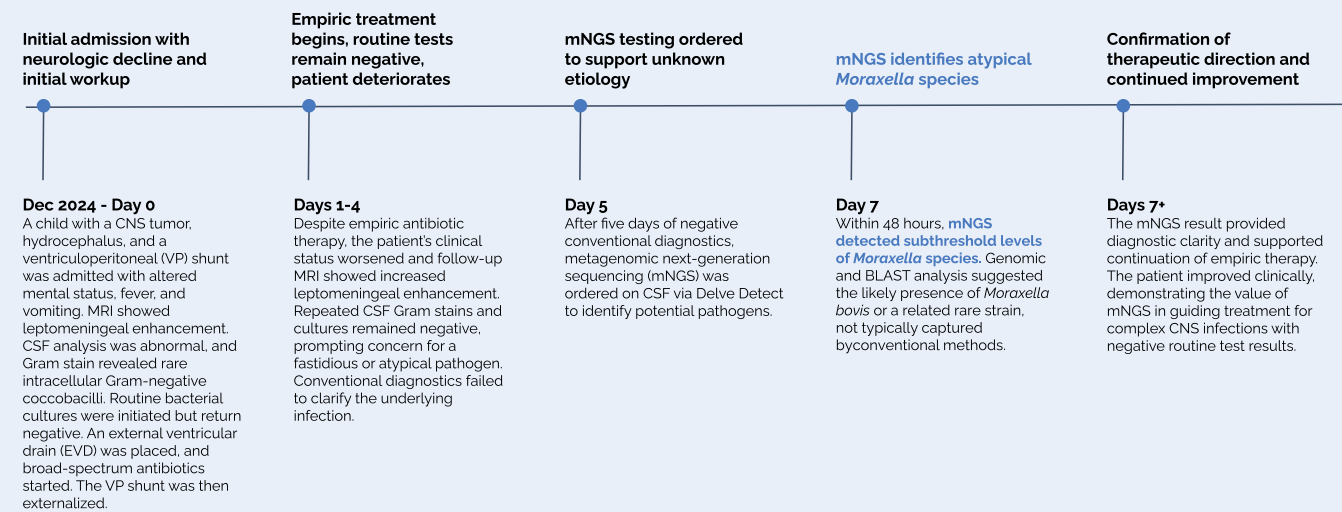 Initial admission with
neurologic decline and
initial workup
Empiric treatment
begins, routine tests
remain negative,
patient deteriorates
mNGS testing ordered
to support unknown
etiology
mNGS identifies atypical
Moraxella species
Confirmation of
therapeutic direction and
continued improvement
Dec 2024 - Day 0
A child with a CNS tumor,
hydrocephalus, and a
ventriculoperitoneal (VP) shunt
was admitted with altered
mental status, fever, and
vomiting. MRI showed
leptomeningeal enhancement.
CSF analysis was abnormal, and
Gram stain revealed rare
intracellular Gram-negative
coccobacilli. Routine bacterial
cultures were initiated but return
negative. An external ventricular
drain (EVD) was placed, and
broad-spectrum antibiotics
started. The VP shunt was then
externalized.
Days 1-4
Despite empiric antibiotic
therapy, the patient's clinical
status worsened and follow-up
MRI showed increased
leptomeningeal enhancement.
Repeated CSF Gram stains and
cultures remained negative,
prompting concern for a
fastidious or atypical pathogen.
Conventional diagnostics failed
to clarify the underlying
infection.
Day 5
After five days of negative
conventional diagnostics,
metagenomic next-generation
sequencing (mNGS) was
ordered on CSF via Delve Detect
to identify potential pathogens.
Day 7
Within 48 hours, mNGS
detected subthreshold levels
of Moraxella species. Genomic
and BLAST analysis suggested
the likely presence of Moraxella
bovis or a related rare strain,
not typically captured
byconventional methods.
Days 7+
The mNGS result provided
diagnostic clarity and supported
continuation of empiric therapy.
The patient improved clinically,
demonstrating the value of
mNGS in guiding treatment for
complex CNS infections with
negative routine test results.